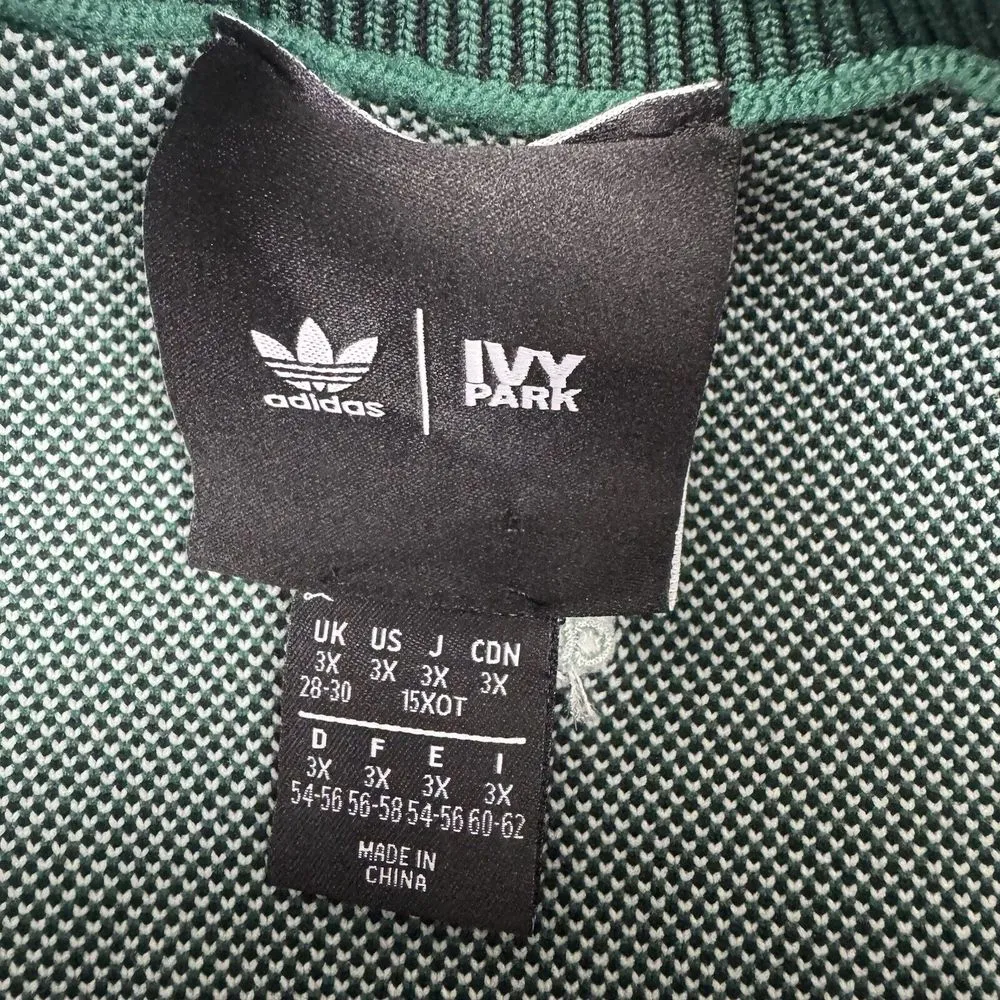 adidas
IVY
PARK
UK US J CDN
3X 3X 3X 3X
28-30 15XOT
D F E I
3X 3X 3X 3X
54-56 56-58 54-56 60-62
MADE IN
CHINA